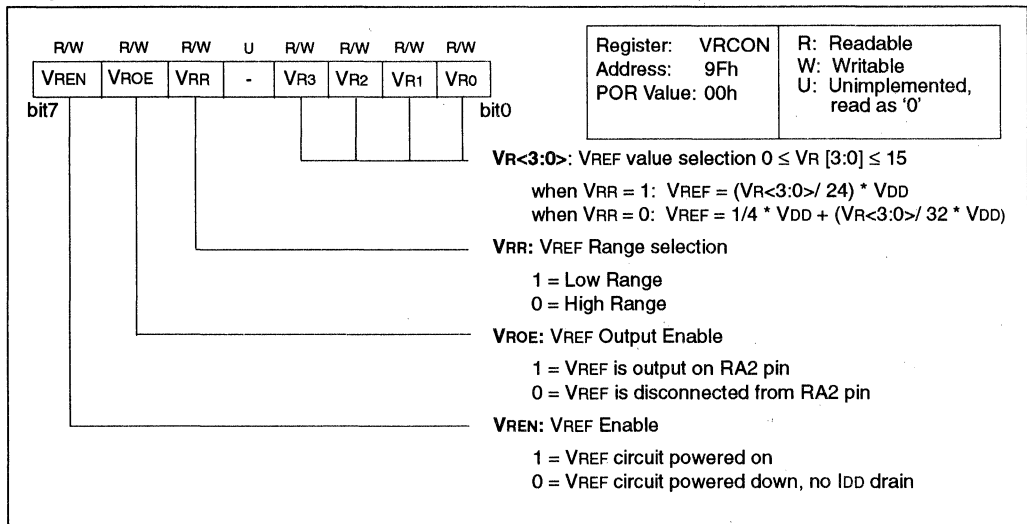 R/W R/W R/W U R/W R/W R/W R/W
VREN VROE VRR - VR3 VR2 VR1 VR0
bit7 bit0
Register: VRCON
Address: 9Fh
POR Value: 00h
R: Readable
W: Writable
U: Unimplemented,
read as ‘0’
VR<3:0>: VREF value selection 0 ≤ VR [3:0] ≤ 15
when VRR = 1: VREF = (VR<3:0>/ 24) * VDD
when VRR = 0: VREF = 1/4 * VDD + (VR<3:0>/ 32 * VDD)
VRR: VREF Range selection
1 = Low Range
0 = High Range
VROE: VREF Output Enable
1 = VREF is output on RA2 pin
0 = VREF is disconnected from RA2 pin
VREN: VREF Enable
1 = VREF circuit powered on
0 = VREF circuit powered down, no IDD drain